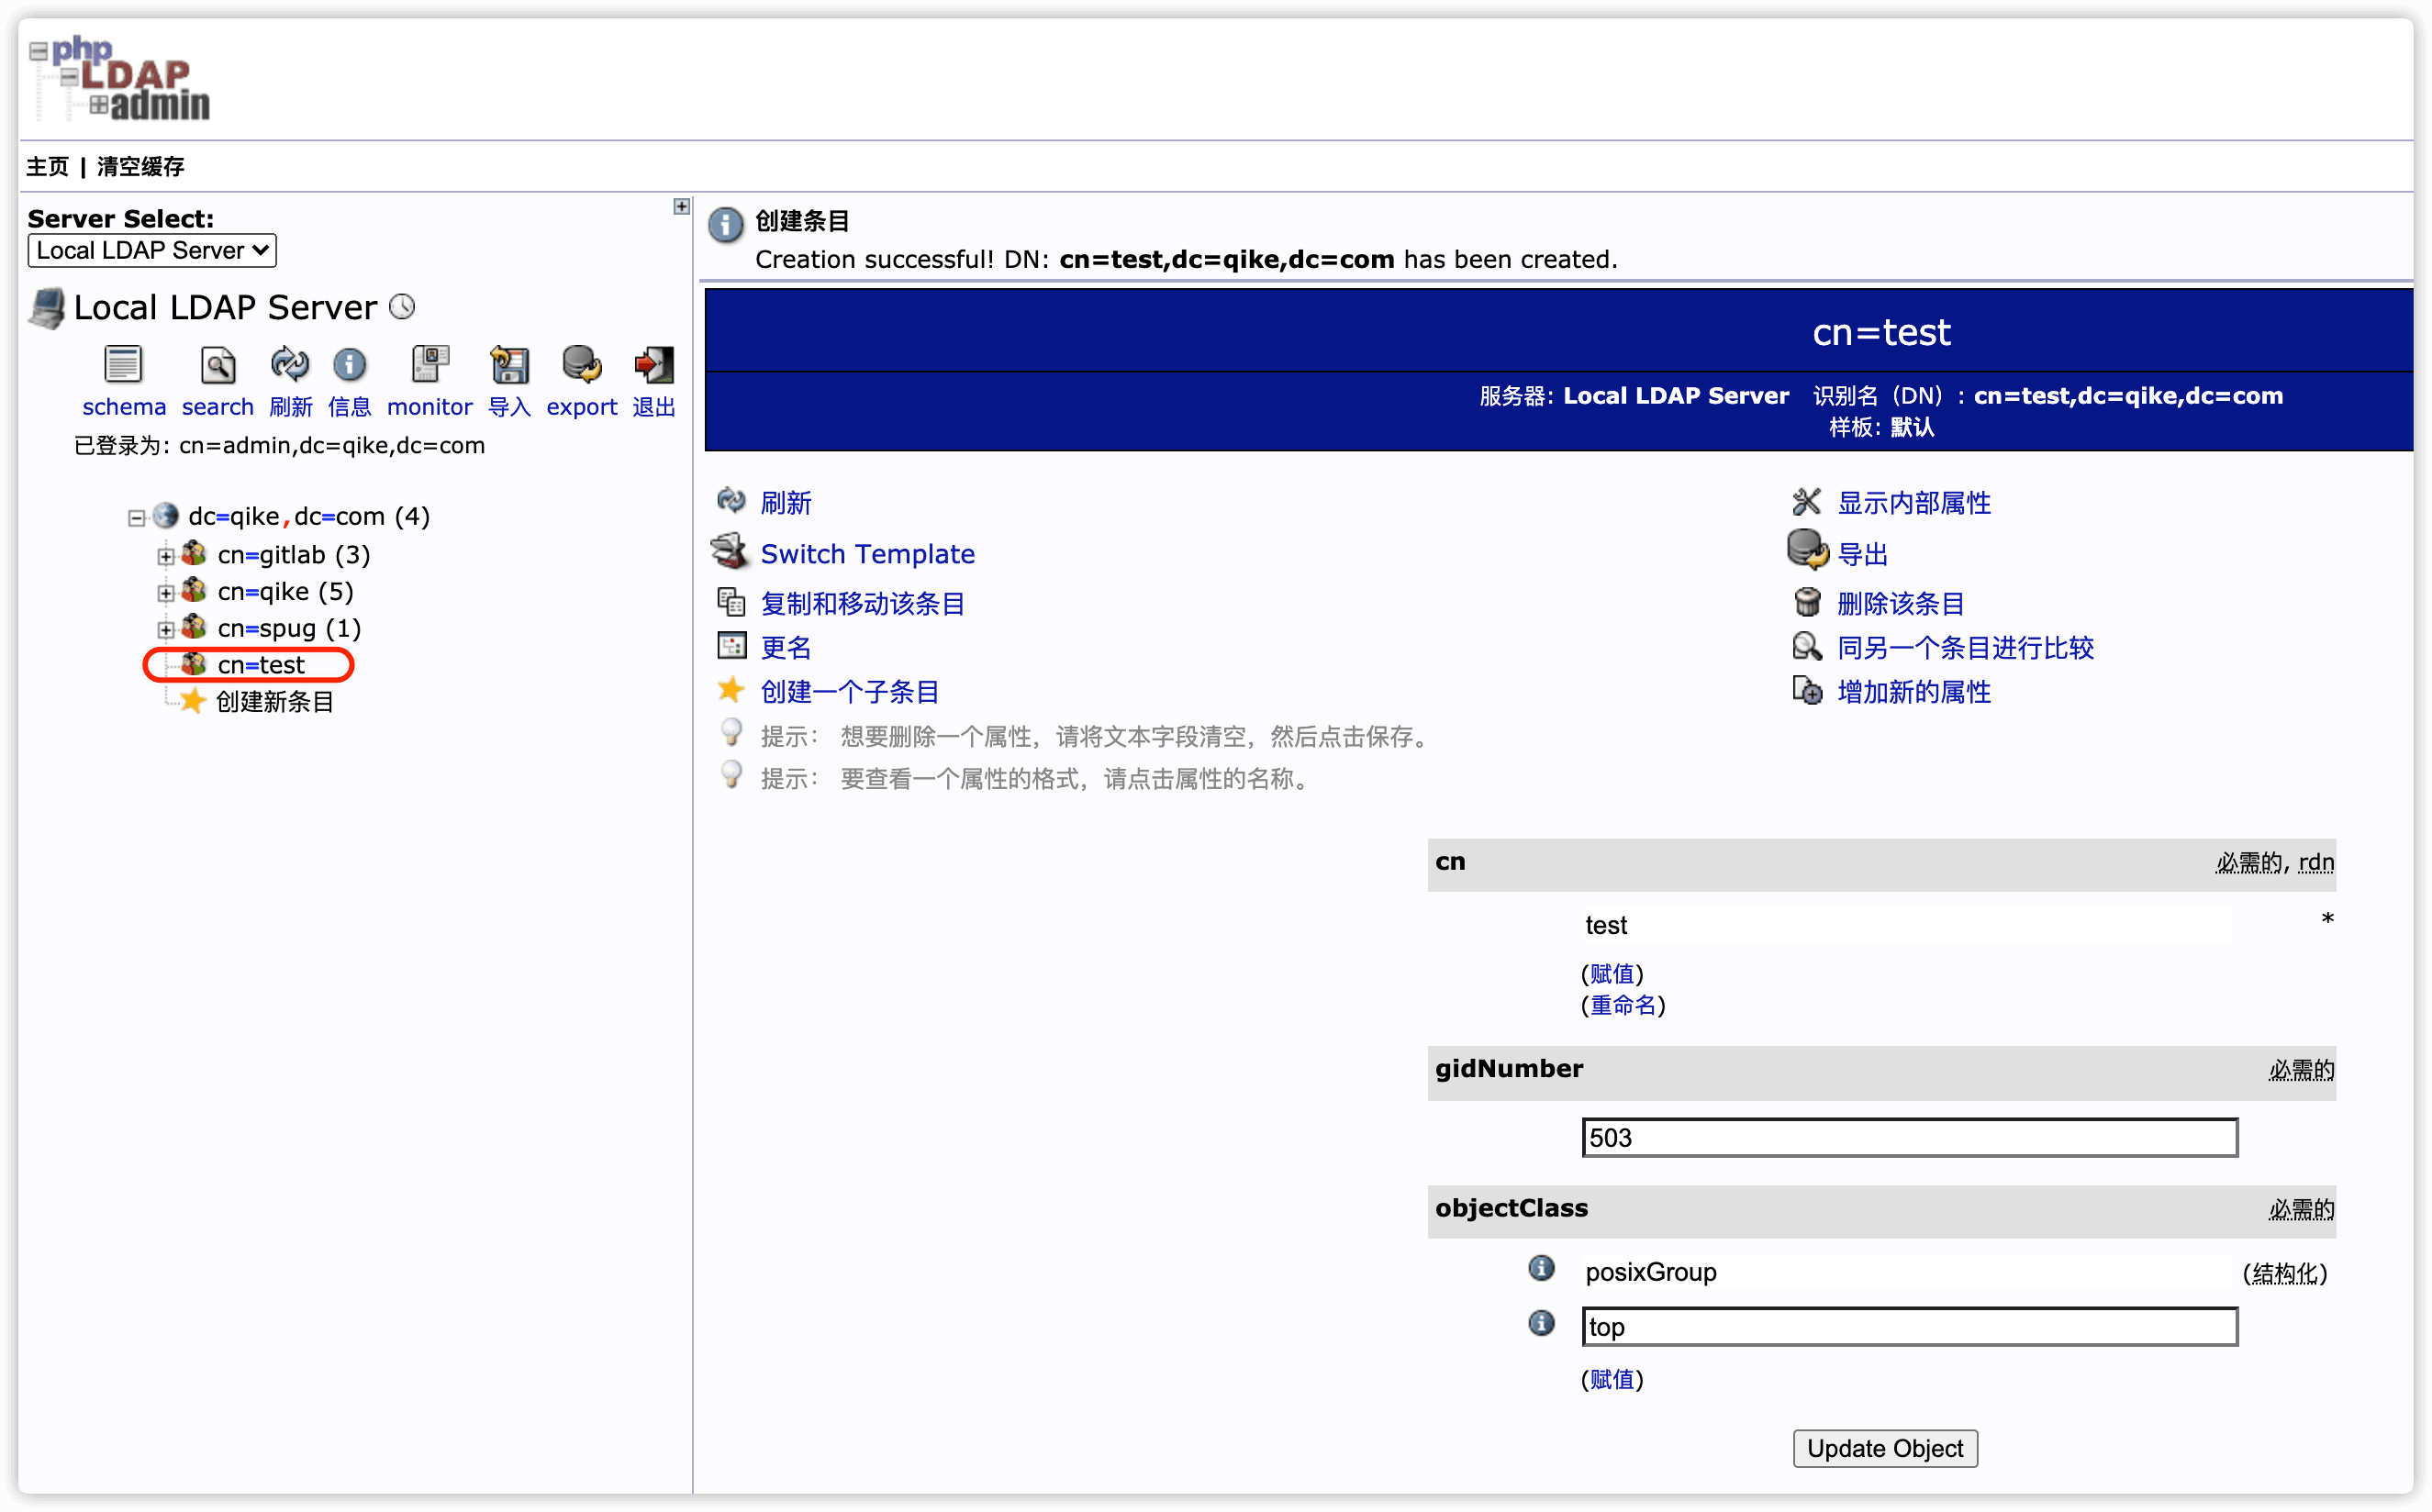 php
LDAP
admin
主页 | 清空缓存
Server Select:
Local LDAP Server
Local LDAP Server
schema search 刷新 信息 monitor 导入 export 退出
已登录为: cn=admin,dc=qike,dc=com
dc=qike,dc=com (4)
cn=gitlab (3)
cn=qike (5)
cn=spug (1)
cn=test
创建新条目
创建条目
Creation successful! DN: cn=test,dc=qike,dc=com has been created.
cn=test
服务器: Local LDAP Server 识别名（DN）: cn=test,dc=qike,dc=com
样板: 默认
刷新 显示内部属性
Switch Template 导出
复制和移动该条目 删除该条目
更名 同另一个条目进行比较
创建一个子条目 增加新的属性
提示： 想要删除一个属性，请将文本字段清空，然后点击保存。
提示： 要查看一个属性的格式，请点击属性的名称。
cn 必需的, rdn
test *
(赋值)
(重命名)
gidNumber 必需的
503
objectClass 必需的
posixGroup (结构化)
top
(赋值)
Update Object